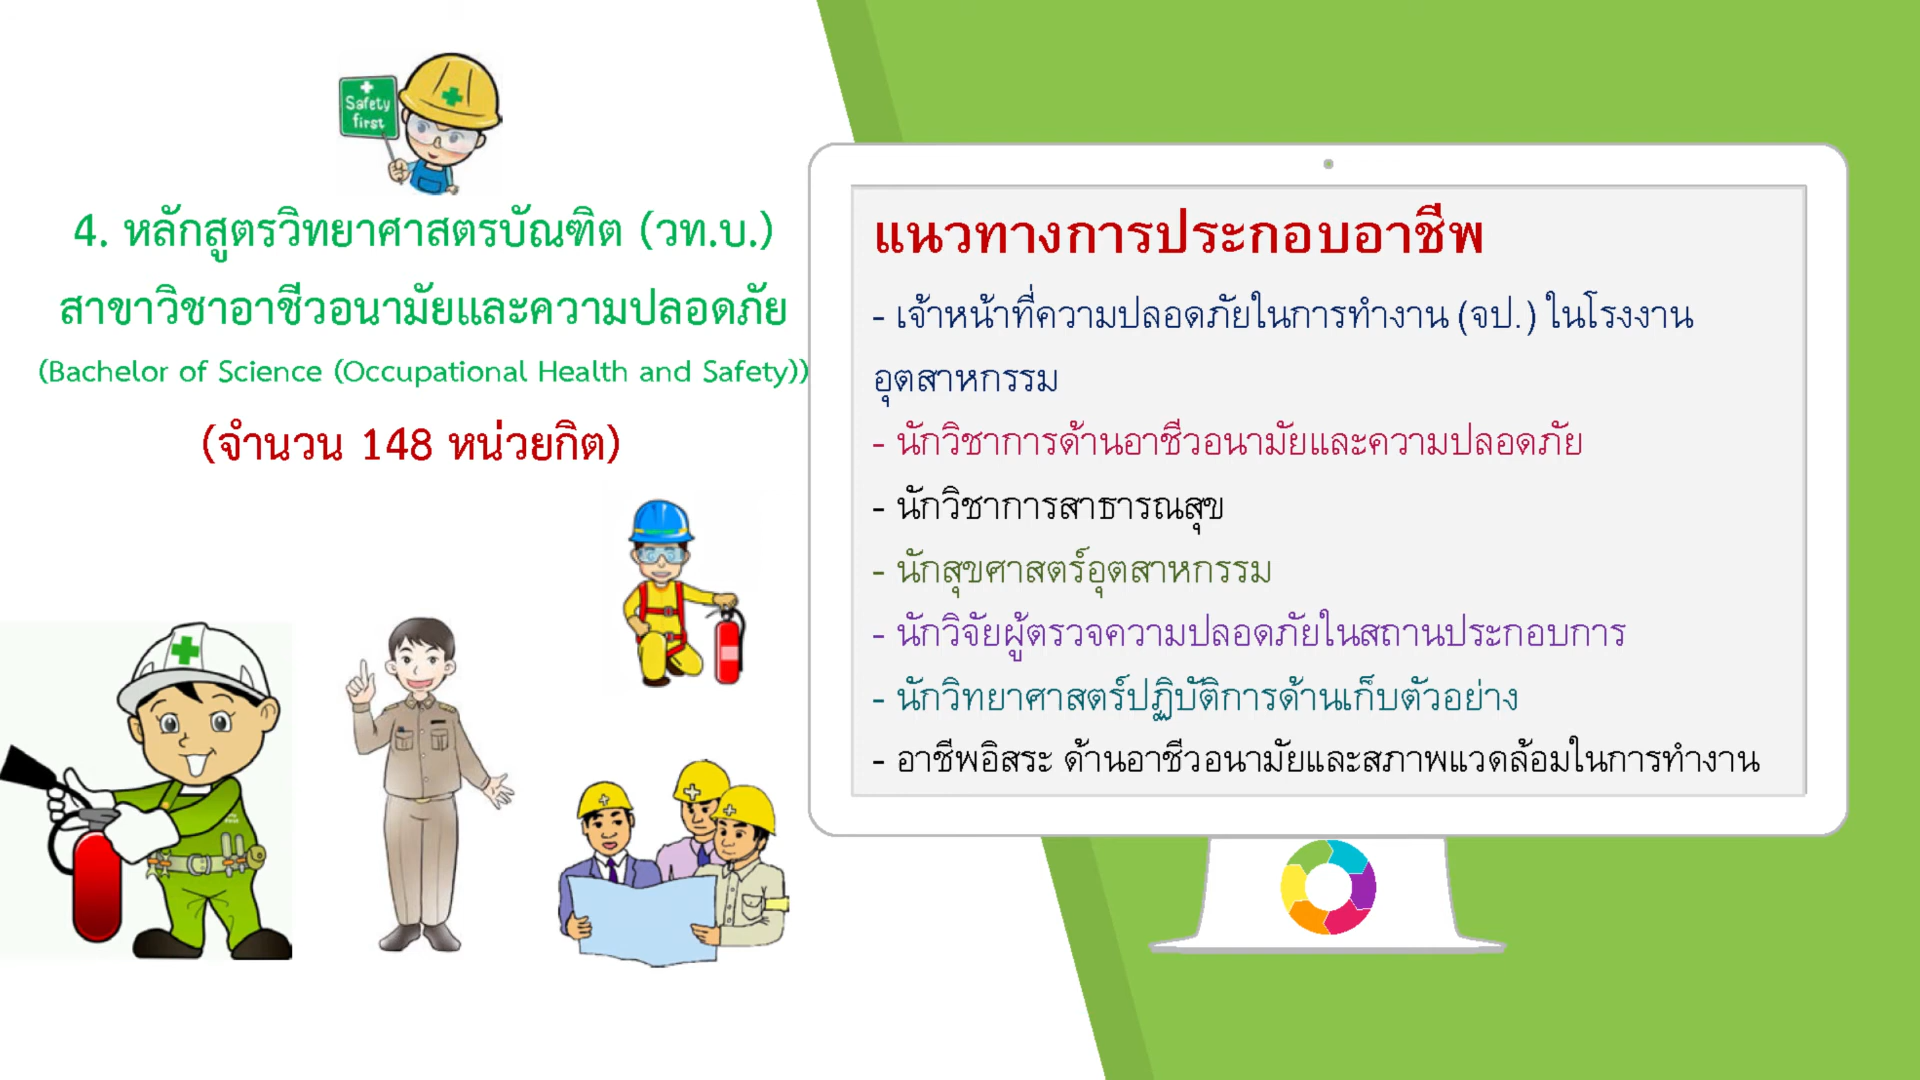 Safety
first
4. หลักสูตรวิทยาศาสตรบัณฑิต (วท.บ.)
สาขาวิชาอาชีวอนามัยและความปลอดภัย
(Bachelor of Science (Occupational Health and Safety))
(จำนวน 148 หน่วยกิต)
แนวทางการประกอบอาชีพ
- เจ้าหน้าที่ความปลอดภัยในการทำงาน (จป.) ในโรงงาน
อุตสาหกรรม
- นักวิชาการด้านอาชีวอนามัยและความปลอดภัย
- นักวิชาการสาธารณสุข
- นักสุขศาสตร์อุตสาหกรรม
- นักวิจัยผู้ตรวจความปลอดภัยในสถานประกอบการ
- นักวิทยาศาสตร์ปฏิบัติการด้านเก็บตัวอย่าง
- อาชีพอิสระ ด้านอาชีวอนามัยและสภาพแวดล้อมในการทำงาน